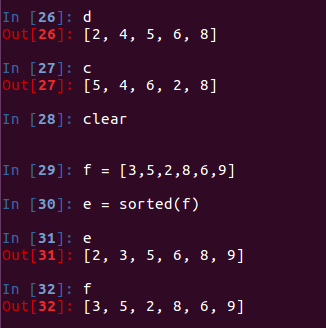 In [26]: d
Out[26]: [2, 4, 5, 6, 8]
In [27]: c
Out[27]: [5, 4, 6, 2, 8]
In [28]: clear
In [29]: f = [3,5,2,8,6,9]
In [30]: e = sorted(f)
In [31]: e
Out[31]: [2, 3, 5, 6, 8, 9]
In [32]: f
Out[32]: [3, 5, 2, 8, 6, 9]